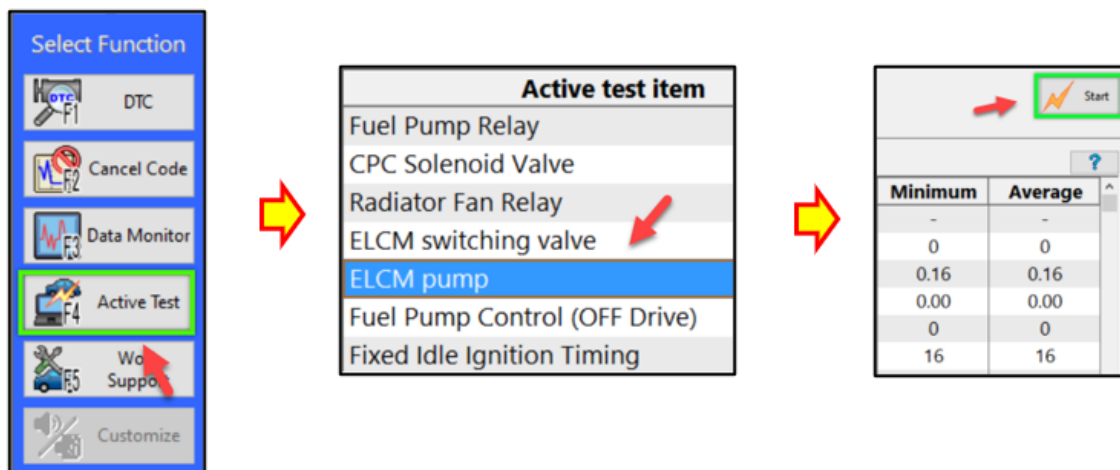 Select Function
DTC
F1
DTC
Cancel Code
F2
Data Monitor
F3
Active Test
F4
Support
F5
Customize
Active test item
Fuel Pump Relay
CPC Solenoid Valve
Radiator Fan Relay
ELCM switching valve
ELCM pump
Fuel Pump Control (OFF Drive)
Fixed Idle Ignition Timing
Start
?
Minimum Average
- -
0 0
0.16 0.16
0.00 0.00
0 0
16 16